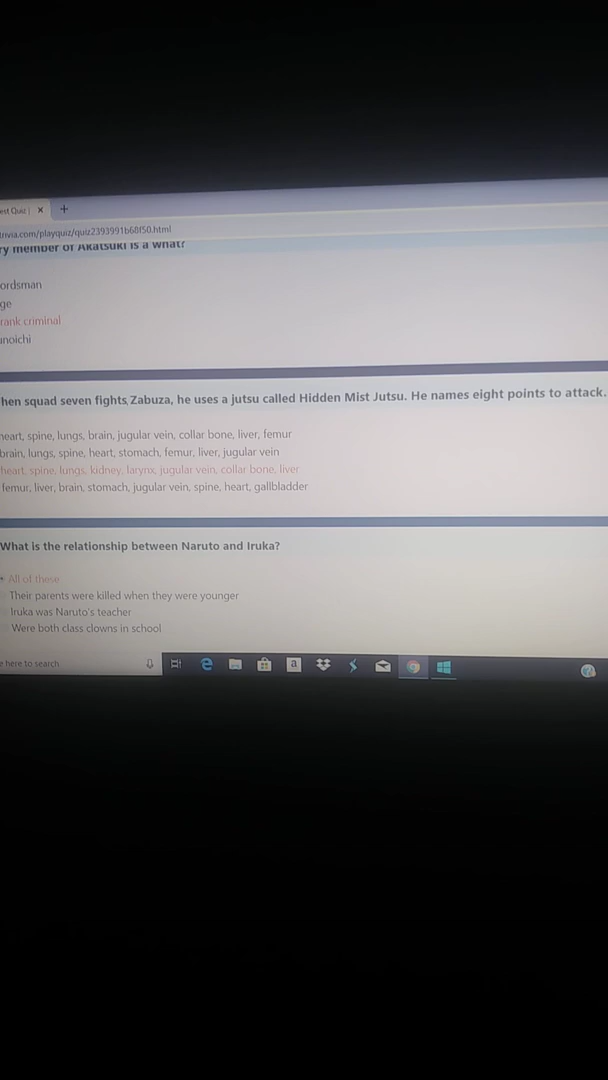 est Quiz |
trivia.com/playquiz/quiz2393991b68f50.html
ry member of Akatsuki is a what?
ordsman
ge
rank criminal
unoichi
hen squad seven fights Zabuza, he uses a jutsu called Hidden Mist Jutsu. He names eight points to attack.
heart, spine, lungs, brain, jugular vein, collar bone, liver, femur
brain, lungs, spine, heart, stomach, femur, liver, jugular vein
heart, spine, lungs, kidney, larynx, jugular vein, collar bone, liver
femur, liver, brain, stomach, jugular vein, spine, heart, gallbladder
What is the relationship between Naruto and Iruka?
All of these
Their parents were killed when they were younger
Iruka was Naruto's teacher
Were both class clowns in school
e here to search